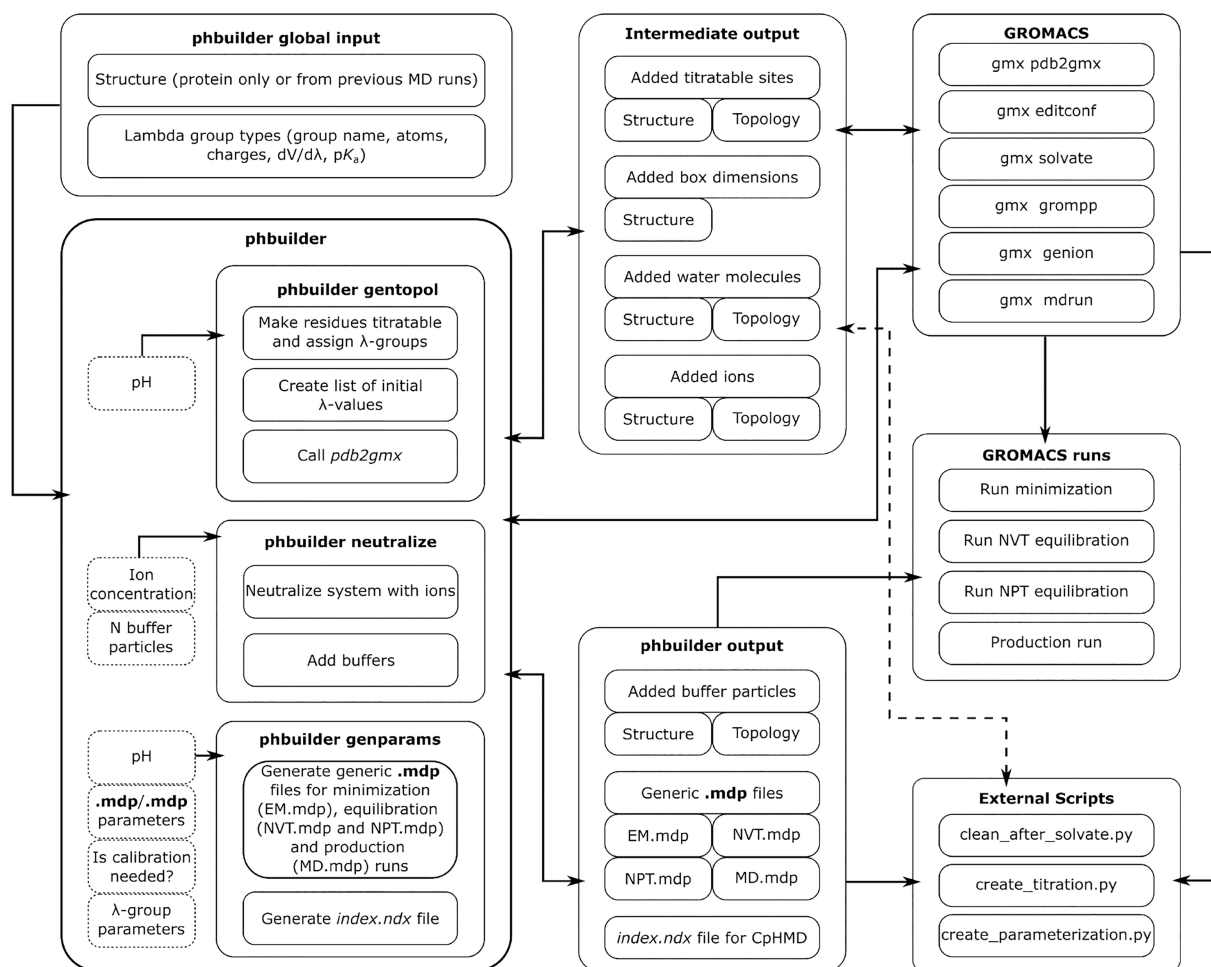 phbuilder global input
Structure (protein only or from previous MD runs)
Lambda group types (group name, atoms,
charges, dV/dλ, pKa)
phbuilder
phbuilder gentopol
Make residues titratable
and assign λ-groups
Create list of initial
λ-values
Call pdb2gmx
pH
phbuilder neutralize
Neutralize system with ions
Add buffers
Ion
concentration
N buffer
particles
phbuilder genparams
Generate generic .mdp
files for minimization
(EM.mdp), equilibration
(NVT.mdp and NPT.mdp)
and production
(MD.mdp) runs
Generate index.ndx file
pH
.mdp/.mdp
parameters
Is calibration
needed?
λ-group
parameters
Intermediate output
Added titratable sites
Structure
Topology
Added box dimensions
Structure
Added water molecules
Structure
Topology
Added ions
Structure
Topology
phbuilder output
Added buffer particles
Structure
Topology
Generic .mdp files
EM.mdp
NVT.mdp
NPT.mdp
MD.mdp
index.ndx file for CpHMD
GROMACS
gmx pdb2gmx
gmx editconf
gmx solvate
gmx grompp
gmx genion
gmx mdrun
GROMACS runs
Run minimization
Run NVT equilibration
Run NPT equilibration
Production run
External Scripts
clean_after_solvate.py
create_titration.py
create_parameterization.py